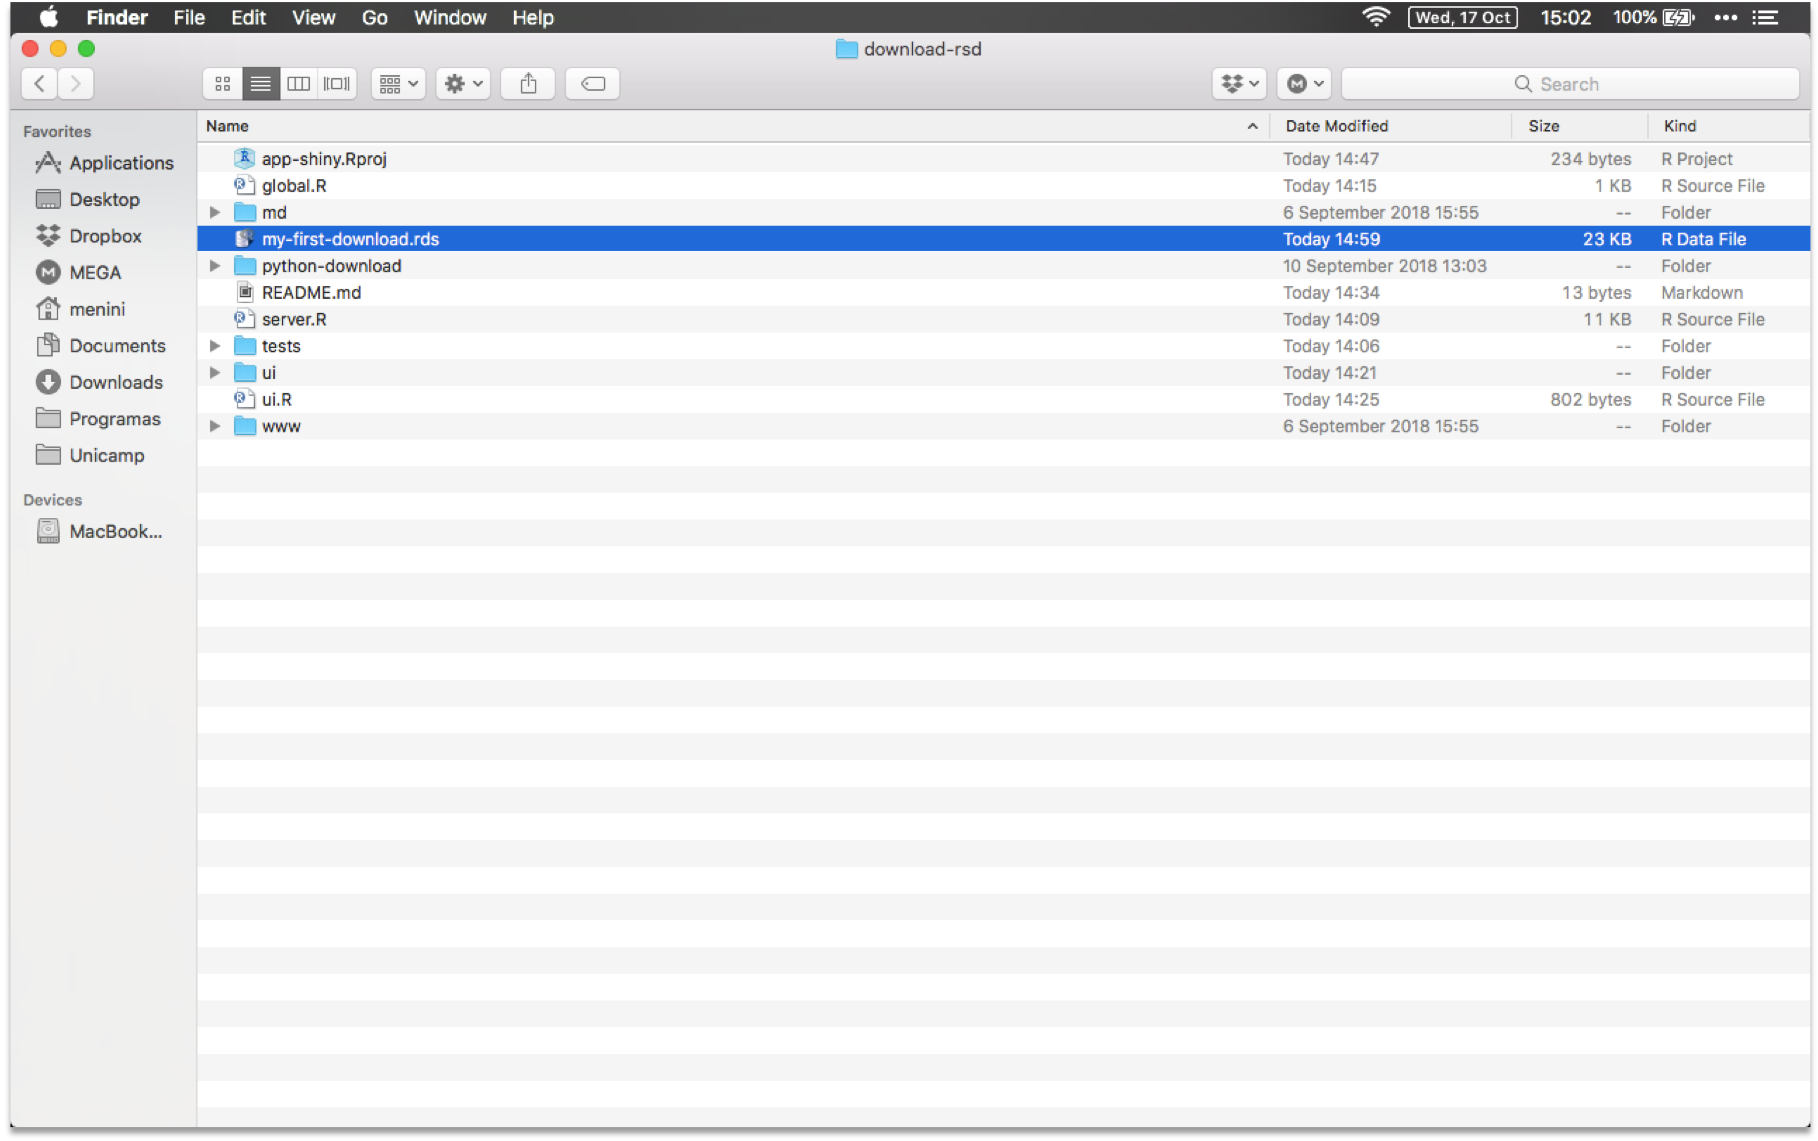 Finder File Edit View Go Window Help Wed, 17 Oct 15:02 100%
download-rsd
Search
Favorites
Applications
Desktop
Dropbox
MEGA
menini
Documents
Downloads
Programas
Unicamp
Devices
MacBook...
Name Date Modified Size Kind
app-shiny.Rproj Today 14:47 234 bytes R Project
global.R Today 14:15 1 KB R Source File
md 6 September 2018 15:55 -- Folder
my-first-download.rds Today 14:59 23 KB R Data File
python-download 10 September 2018 13:03 -- Folder
README.md Today 14:34 13 bytes Markdown
server.R Today 14:09 11 KB R Source File
tests Today 14:06 -- Folder
ui Today 14:21 -- Folder
ui.R Today 14:25 802 bytes R Source File
www 6 September 2018 15:55 -- Folder